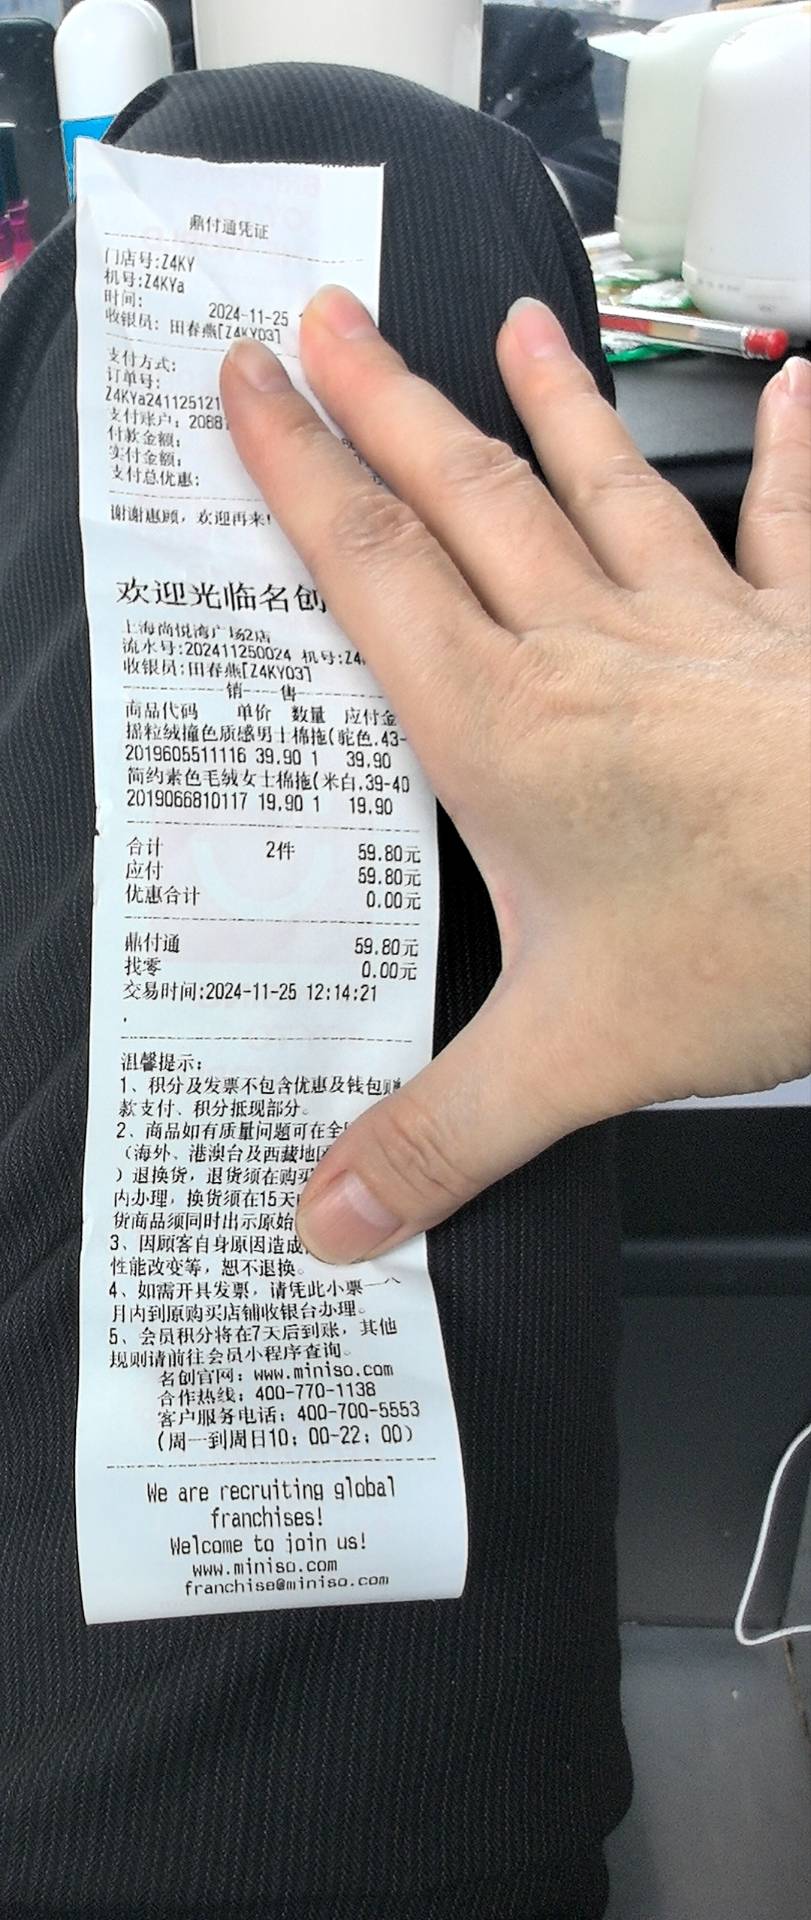 鼎付通凭证
门店号:Z4KY
机号:Z4KYa
时间:
2024-11-25
收银员: 田春燕[Z4KY03]
支付方式:
订单号:
Z4KYa241125121
支付账户: 2088
付款金额:
实付金额:
支付总优惠:
谢谢惠顾, 欢迎再来!
欢迎光临名创
上海尚悦湾广场2店
流水号:202411250024 机号:Z4
收银员:田春燕[Z4KY03]
销----售
商品代码 单价 数量 应付金
摇粒绒撞色质感男士棉拖(驼色.43-
2019605511116 39.90 1 39.90
简约素色毛绒女士棉拖(米白.39-40
2019066810117 19.90 1 19.90
合计 2件 59.80元
应付 59.80元
优惠合计 0.00元
鼎付通 59.80元
找零 0.00元
交易时间:2024-11-25 12:14:21
.
温馨提示:
1、积分及发票不包含优惠及钱包
款支付、积分抵现部分。
2、商品如有质量问题可在全
(海外、港澳台及西藏地区
)退换货, 退货须在购买
内办理, 换货须在15天
货商品须同时出示原始
3、因顾客自身原因造成
性能改变等, 恕不退换。
4、如需开具发票, 请凭此小票一个
月内到原购买店铺收银台办理。
5、会员积分将在7天后到账, 其他
规则请前往会员小程序查询。
名创官网: www.miniso.com
合作热线: 400-770-1138
客户服务电话: 400-700-5553
(周一到周日10: 00-22: 00)
We are recruiting global
franchises!
Welcome to join us!
www.miniso.com
franchise@miniso.com